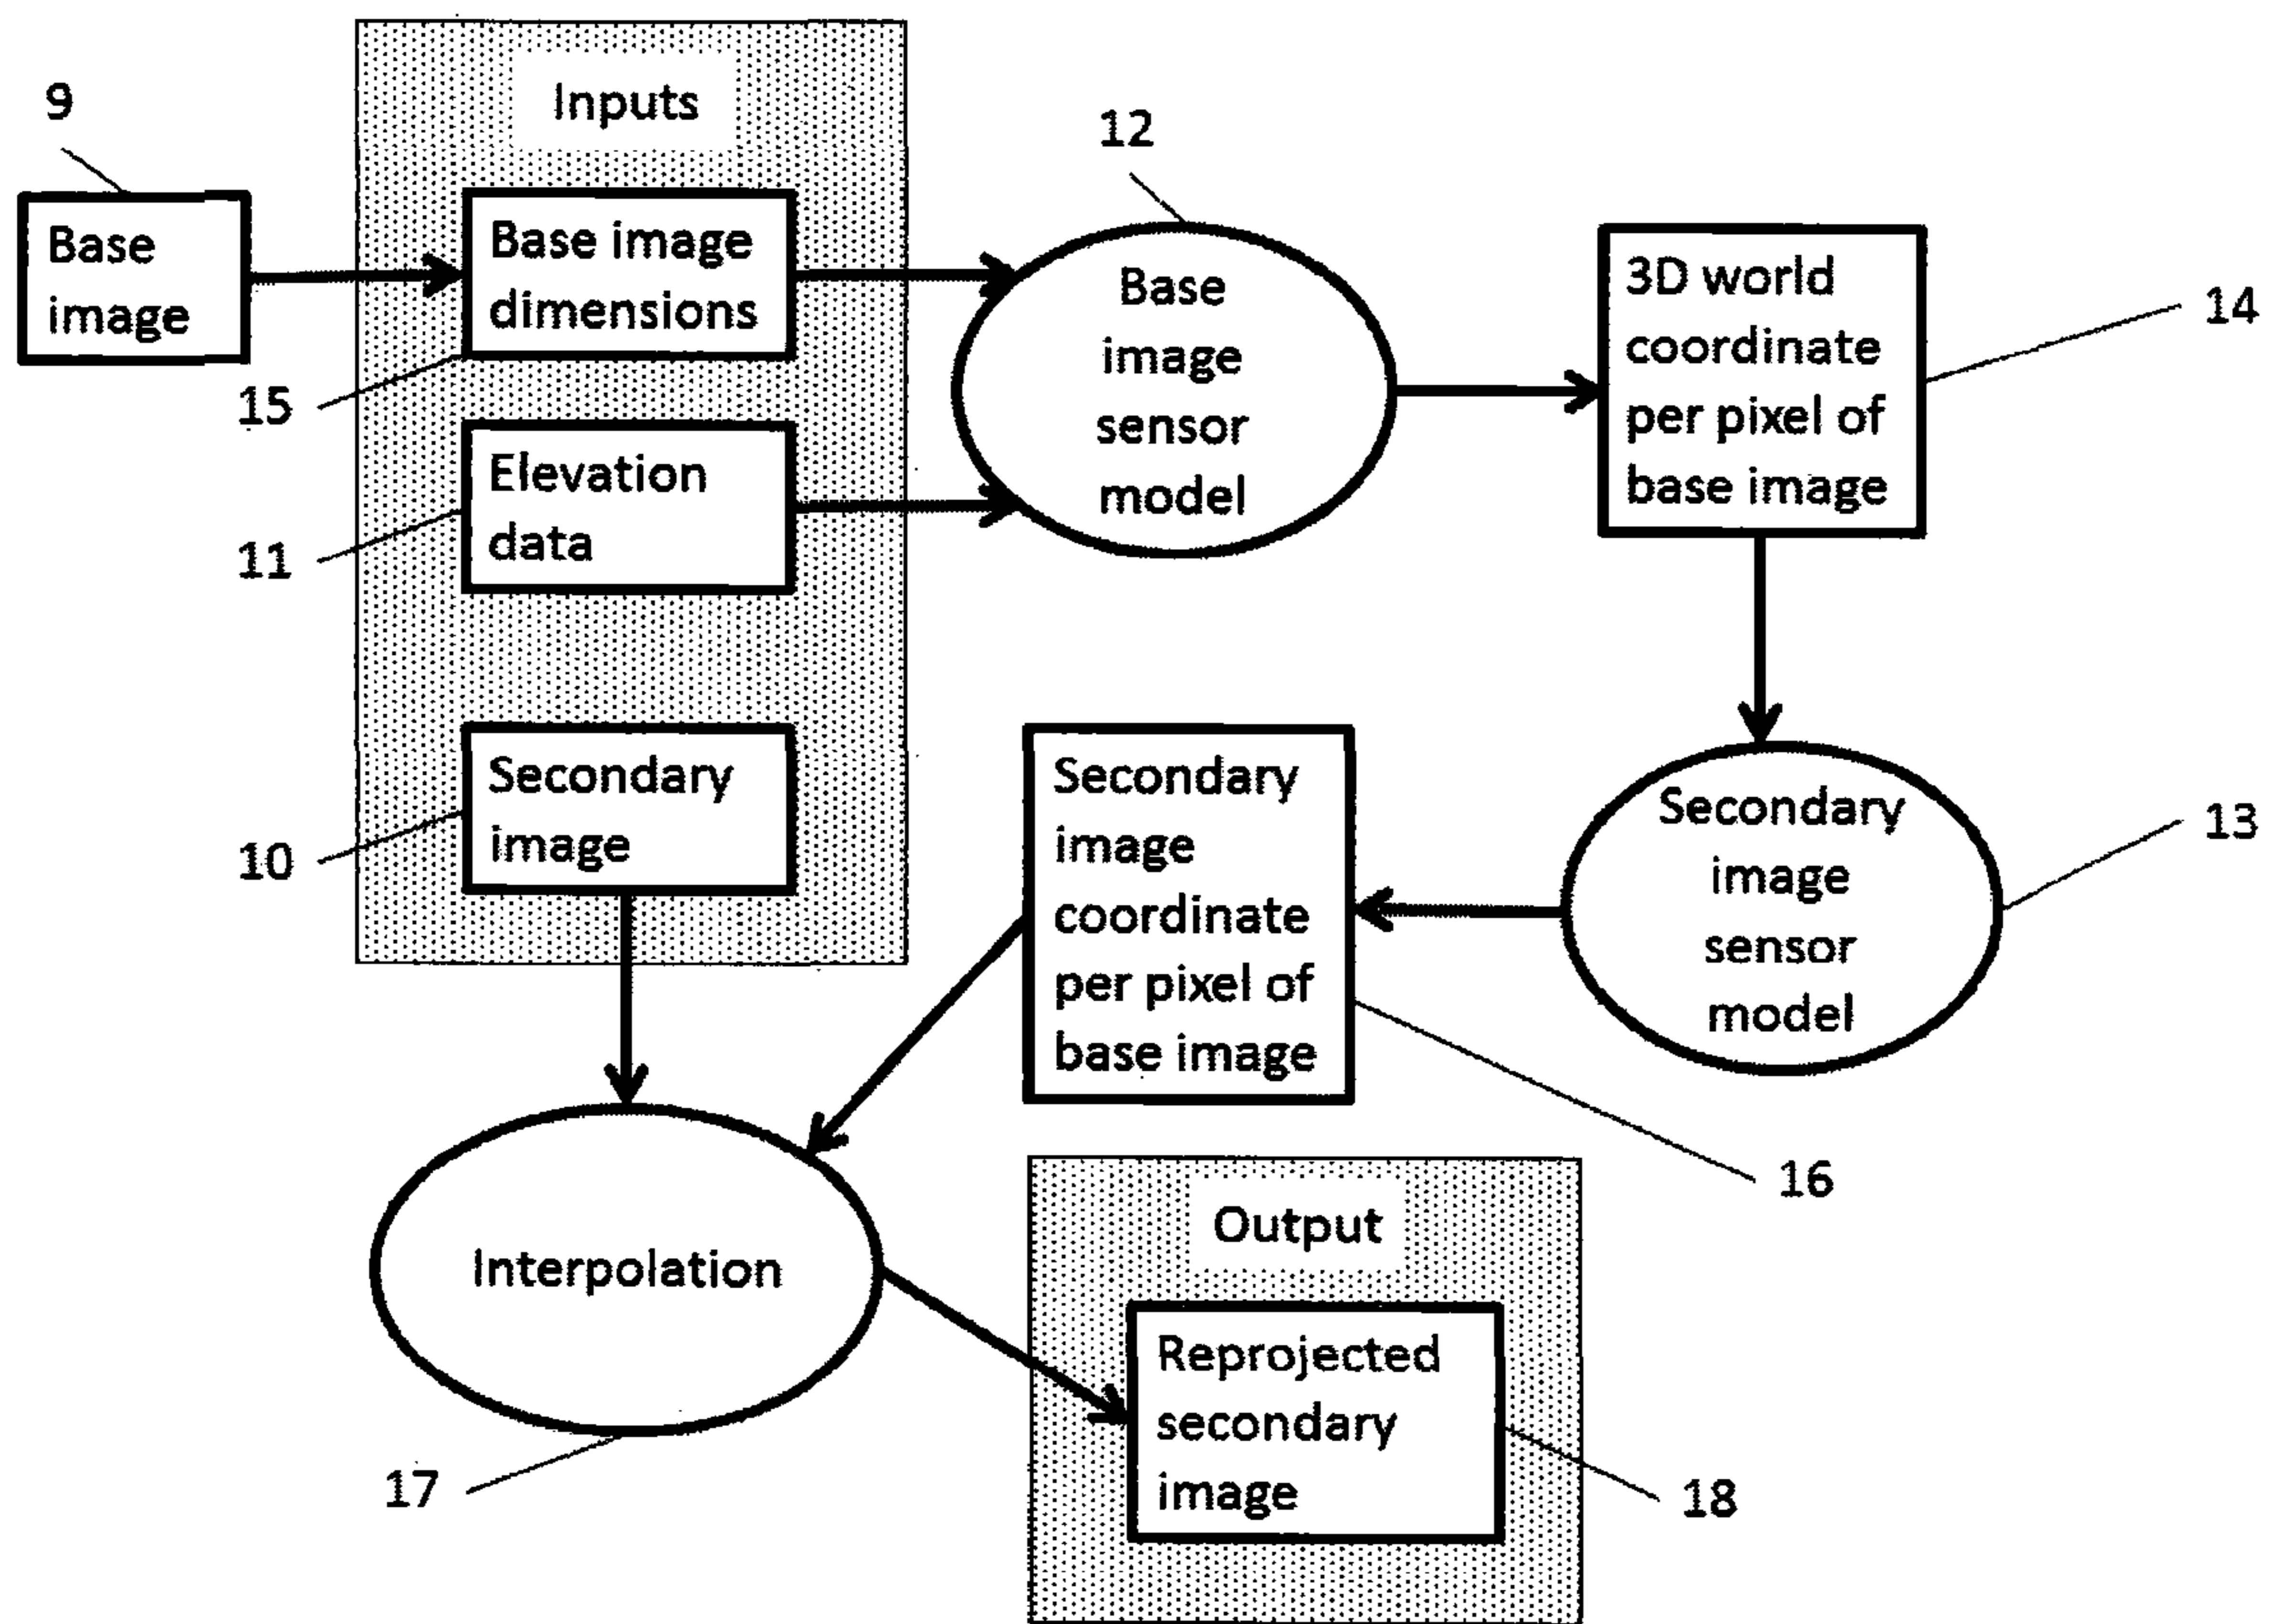 Inputs
9
12
Base
image
Base image
dimensions
15
Base
image
sensor
model
3D world
coordinate
per pixel of
base image
14
Elevation
data
11
Secondary
image
10
Secondary
image
coordinate
per pixel of
base image
16
Secondary
image
sensor
model
13
Interpolation
17
Output
Reprojected
secondary
image
18